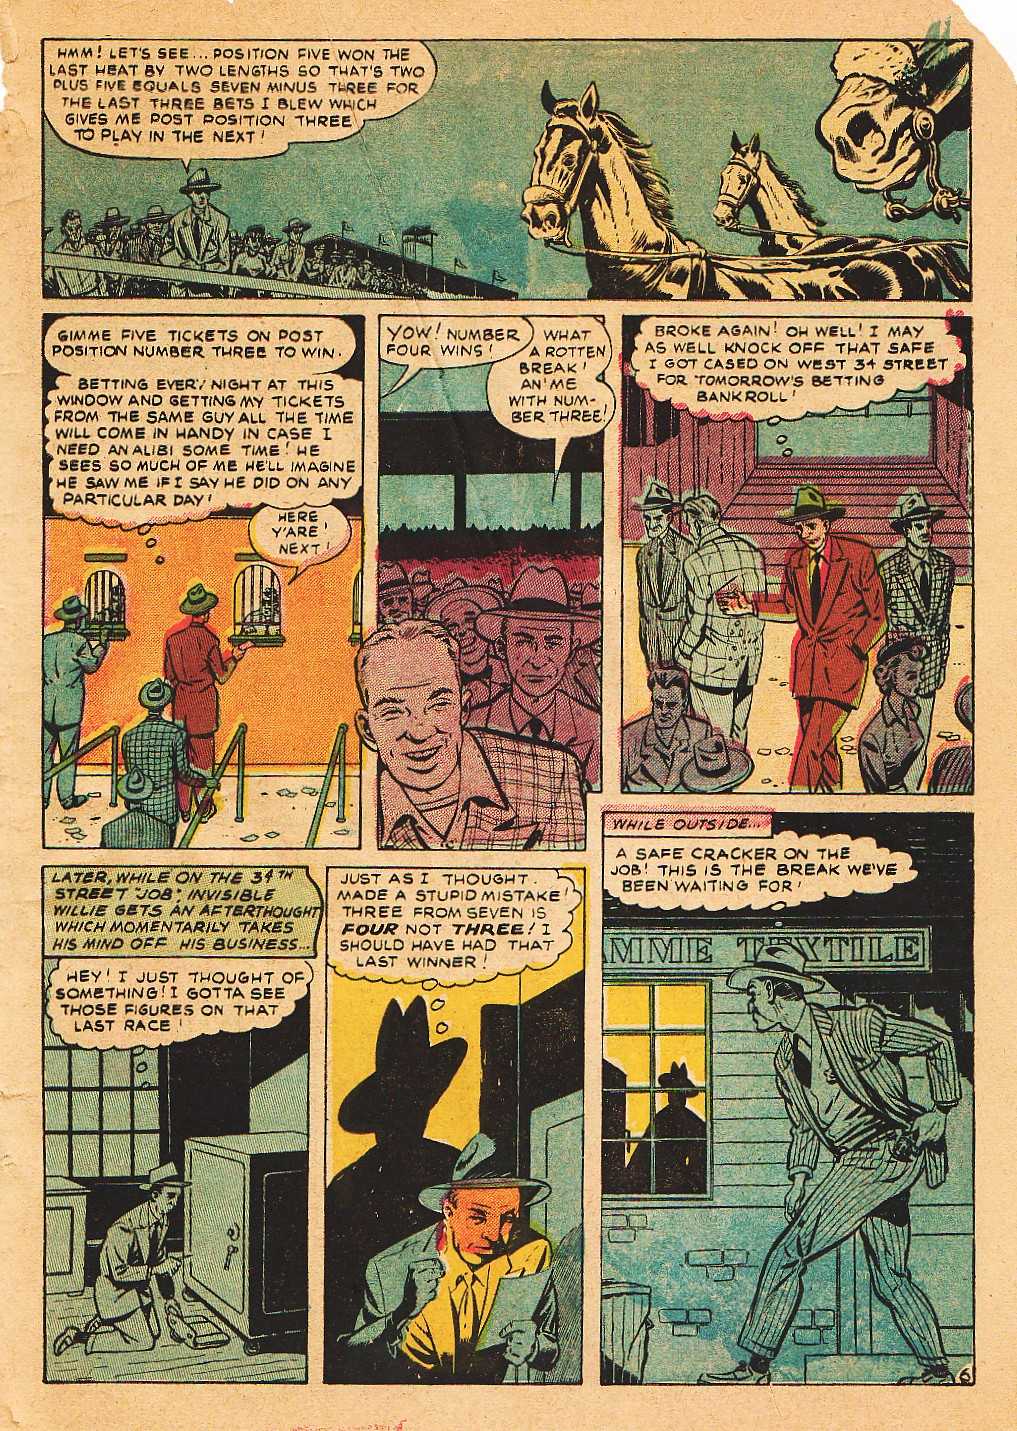 HMM! LET'S SEE... POSITION FIVE WON THE
LAST HEAT BY TWO LENGTHS SO THAT'S TWO
PLUS FIVE EQUALS SEVEN MINUS THREE FOR
THE LAST THREE BETS I BLEW WHICH
GIVES ME POST POSITION THREE
TO PLAY IN THE NEXT!
GIMME FIVE TICKETS ON POST
POSITION NUMBER THREE TO WIN.
BETTING EVERY NIGHT AT THIS
WINDOW AND GETTING MY TICKETS
FROM THE SAME GUY ALL THE TIME
WILL COME IN HANDY IN CASE I
NEED AN ALIBI SOME TIME! HE
SEES SO MUCH OF ME HE'LL IMAGINE
HE SAW ME IF I SAY HE DID ON ANY
PARTICULAR DAY!
HERE
Y'ARE!
NEXT!
YOW! NUMBER
FOUR WINS!
WHAT
A ROTTEN
BREAK!
AN' ME
WITH NUM-
BER THREE!
BROKE AGAIN! OH WELL! I MAY
AS WELL KNOCK OFF THAT SAFE
I GOT CASED ON WEST 34 STREET
FOR TOMORROW'S BETTING
BANKROLL!
LATER, WHILE ON THE 34TH
STREET "JOB", INVISIBLE
WILLIE GETS AN AFTERTHOUGHT
WHICH MOMENTARILY TAKES
HIS MIND OFF HIS BUSINESS...
HEY! I JUST THOUGHT OF
SOMETHING! I GOTTA SEE
THOSE FIGURES ON THAT
LAST RACE!
JUST AS I THOUGHT.
MADE A STUPID MISTAKE!
THREE FROM SEVEN IS
FOUR NOT THREE! I
SHOULD HAVE HAD THAT
LAST WINNER!
WHILE OUTSIDE...
A SAFE CRACKER ON THE
JOB! THIS IS THE BREAK WE'VE
BEEN WAITING FOR!
AMME TEXTILE
6